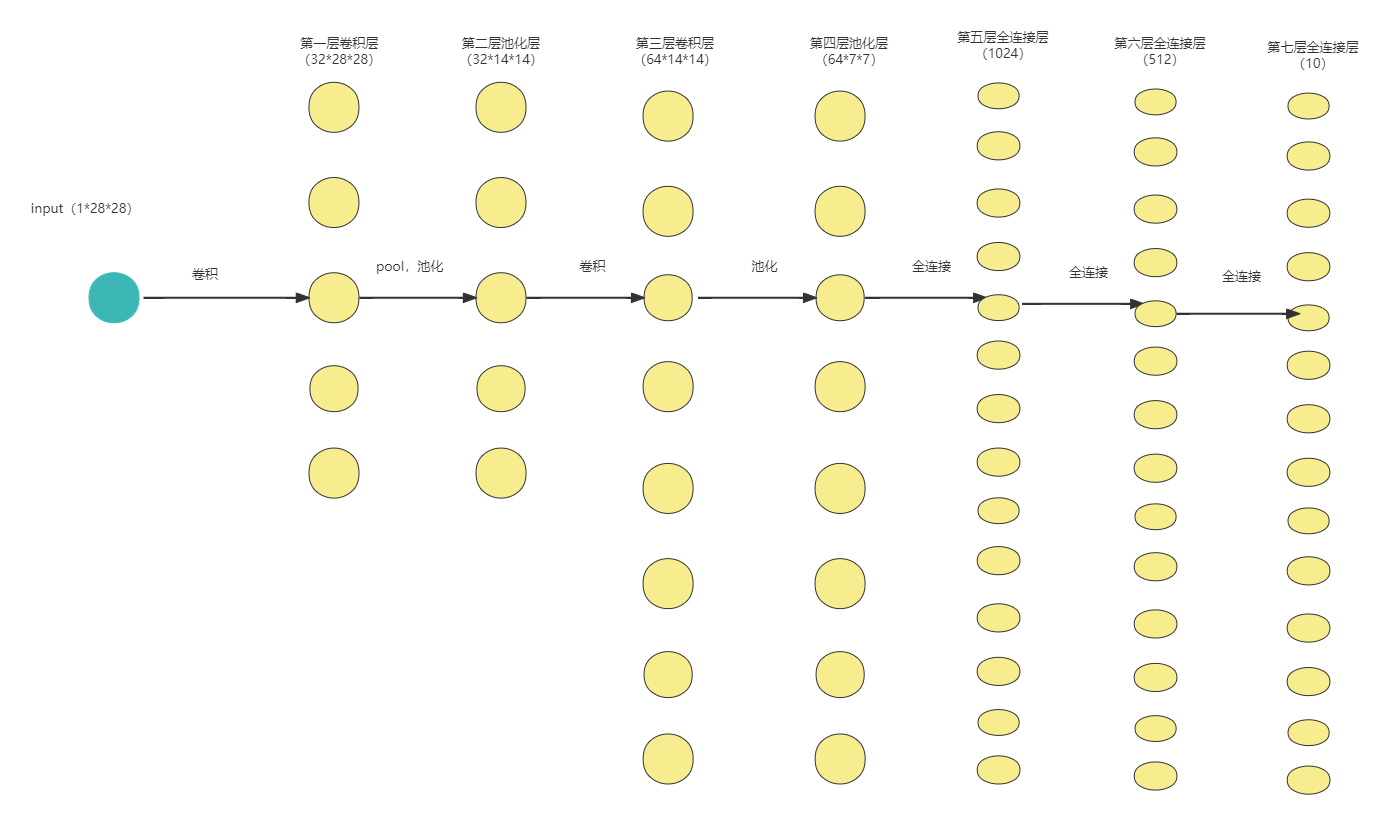 第一层卷积层
（32*28*28）
第二层池化层
（32*14*14）
第三层卷积层
（64*14*14）
第四层池化层
（64*7*7）
第五层全连接层
（1024）
第六层全连接层
（512）
第七层全连接层
（10）
input（1*28*28）
卷积
pool，池化
卷积
池化
全连接
全连接
全连接